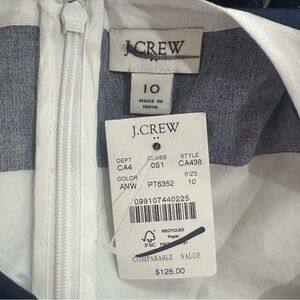 J.CREW
10
MADE IN
INDIA
J.CREW
DEPT CLASS STYLE
CA4 0S1 CA438
COLOR SIZE
ANW PT6352 10
099107440225
RECYCLED
Paper
FSC
COMPARABLE VALUE
$128.00